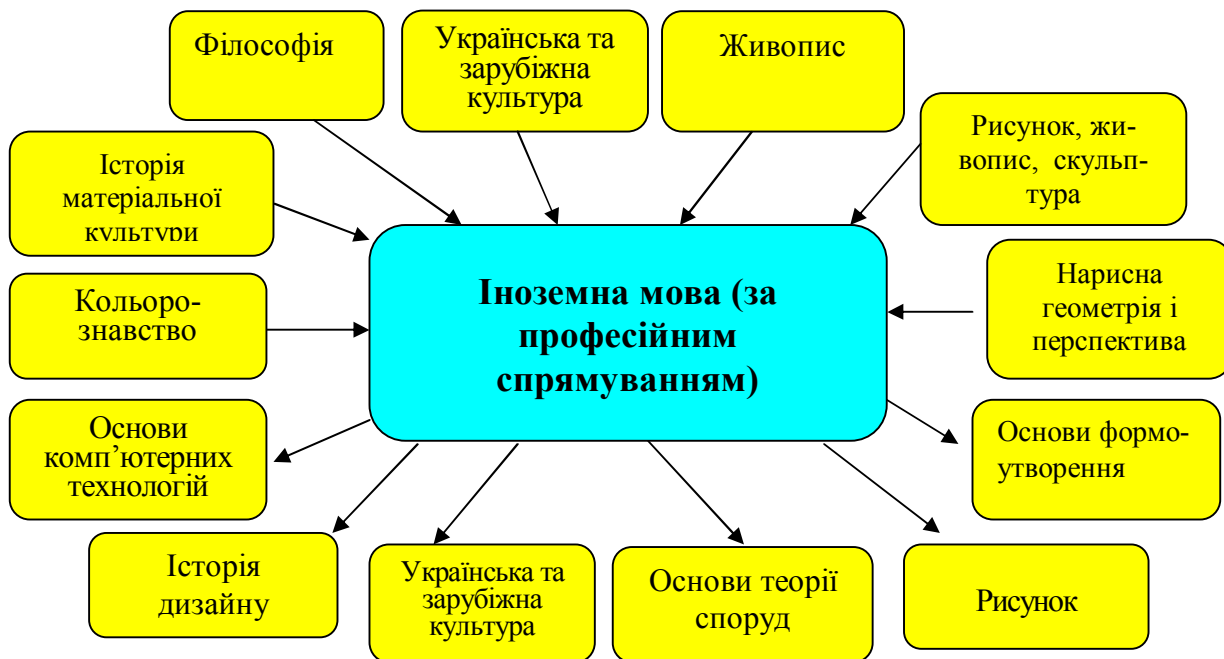 Філософія
Українська та
зарубіжна
культура
Живопис
Рисунок, жи-
вопис, скульп-
тура
Історія
матеріальної
культури
Іноземна мова (за
професійним
спрямуванням)
Нарисна
геометрія і
перспектива
Кольоро-
знавство
Основи
комп’ютерних
технологій
Основи формо-
утворення
Історія
дизайну
Українська та
зарубіжна
культура
Основи теорії
споруд
Рисунок